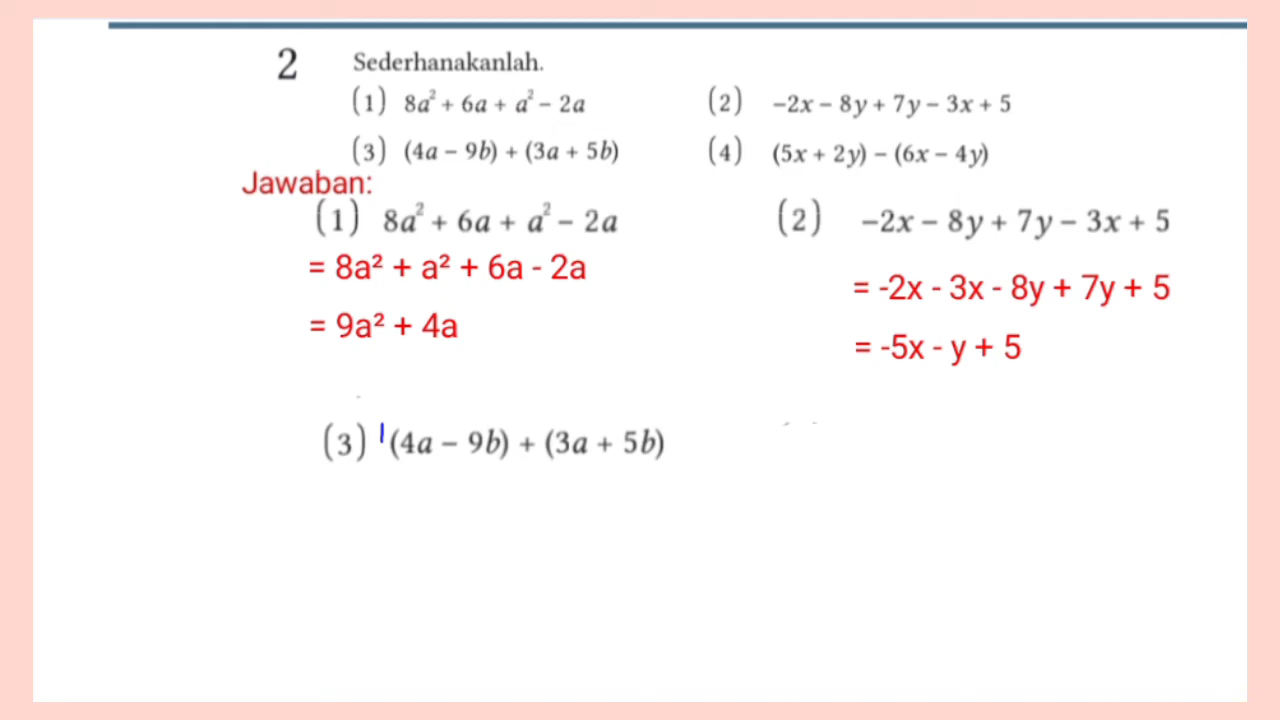 2 Sederhanakanlah.
(1) 8a² + 6a + a² – 2a (2) –2x – 8y + 7y – 3x + 5
(3) (4a – 9b) + (3a + 5b) (4) (5x + 2y) – (6x – 4y)
Jawaban:
(1) 8a² + 6a + a² – 2a (2) –2x – 8y + 7y – 3x + 5
= 8a² + a² + 6a - 2a
= -2x - 3x - 8y + 7y + 5
= 9a² + 4a
= -5x - y + 5
(3) (4a – 9b) + (3a + 5b)